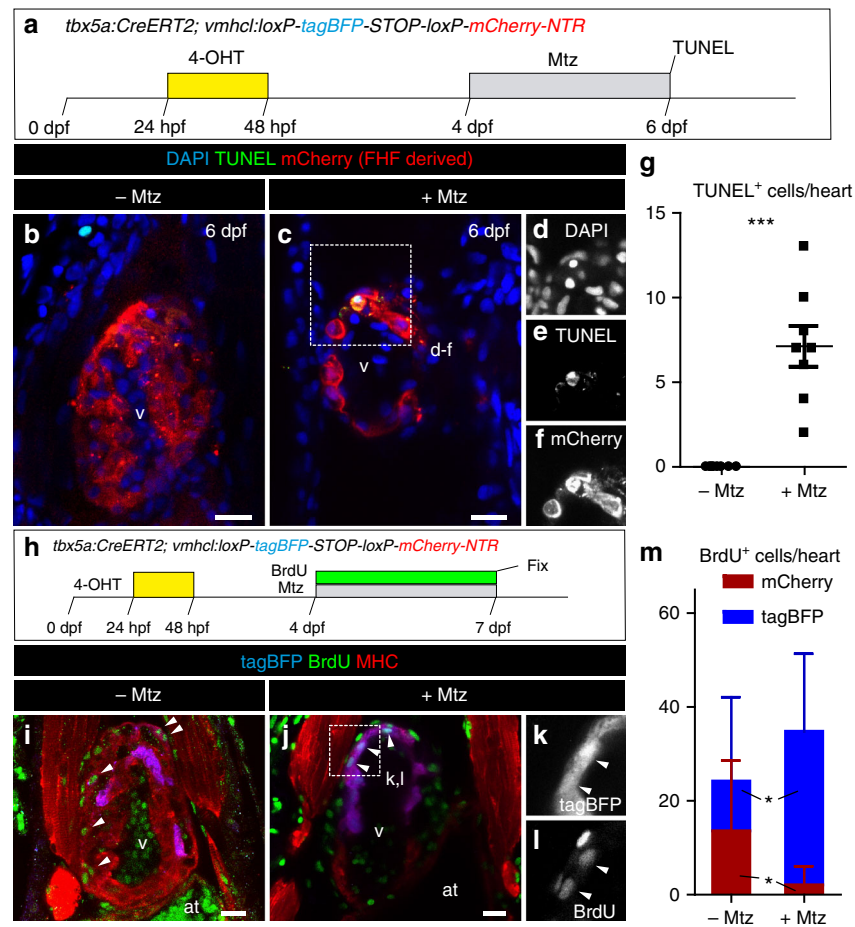 a
tbx5a:CreERT2; vmhcl:loxP-tagBFP-STOP-loxP-mCherry-NTR
4-OHT
Mtz
TUNEL
0 dpf
24 hpf
48 hpf
4 dpf
6 dpf
DAPI TUNEL mCherry (FHF derived)
– Mtz
+ Mtz
b
6 dpf
v
c
6 dpf
d-f
v
d
DAPI
e
TUNEL
f
mCherry
g
TUNEL+ cells/heart
15
***
10
5
0
– Mtz
+ Mtz
h
tbx5a:CreERT2; vmhcl:loxP-tagBFP-STOP-loxP-mCherry-NTR
4-OHT
BrdU
Mtz
Fix
0 dpf
24 hpf
48 hpf
4 dpf
7 dpf
tagBFP BrdU MHC
– Mtz
+ Mtz
i
v
at
j
k,l
v
at
k
tagBFP
l
BrdU
m
BrdU+ cells/heart
mCherry
tagBFP
60
40
20
0
*
*
– Mtz
+ Mtz